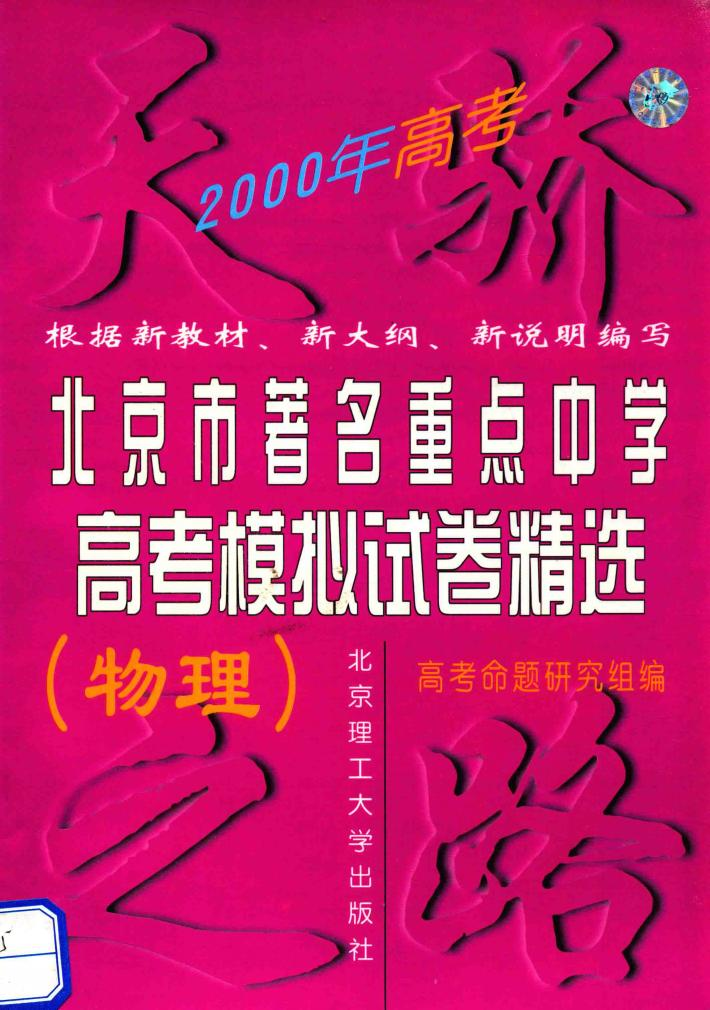 天骄
2000年高考
根据新教材、新大纲、新说明编写
北京市著名重点中学
高考模拟试卷精选
(物理)
高考命题研究组编
北京理工大学出版社
之路